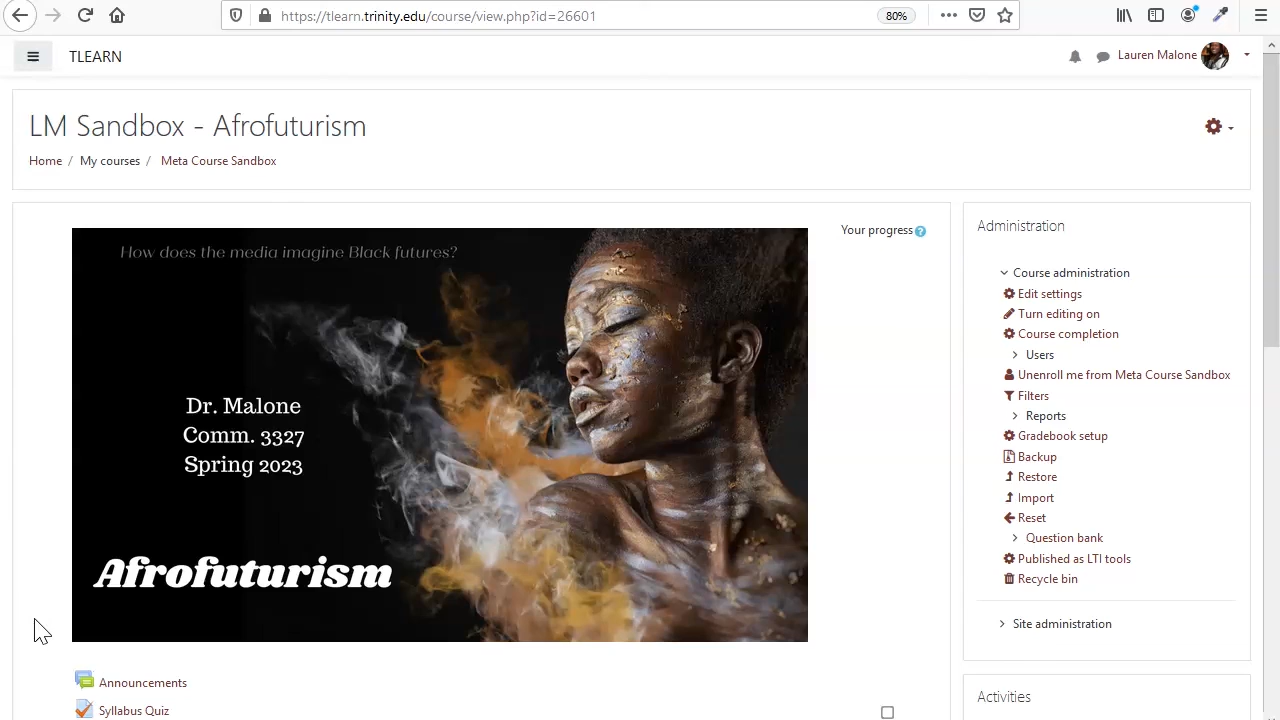 https://tlearn.trinity.edu/course/view.php?id=26601
80%
TLEARN
Lauren Malone
LM Sandbox - Afrofuturism
Home / My courses / Meta Course Sandbox
How does the media imagine Black futures?
Dr. Malone
Comm. 3327
Spring 2023
Afrofuturism
Your progress
Announcements
Syllabus Quiz
Administration
Course administration
Edit settings
Turn editing on
Course completion
Users
Unenroll me from Meta Course Sandbox
Filters
Reports
Gradebook setup
Backup
Restore
Import
Reset
Question bank
Published as LTI tools
Recycle bin
Site administration
Activities